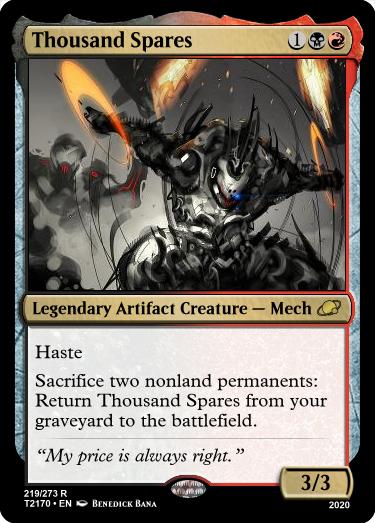 Thousand Spares 1
Legendary Artifact Creature — Mech
Haste
Sacrifice two nonland permanents:
Return Thousand Spares from your
graveyard to the battlefield.
“My price is always right.”
3/3
219/273 R
T2170 • EN Benedick Bana
2020